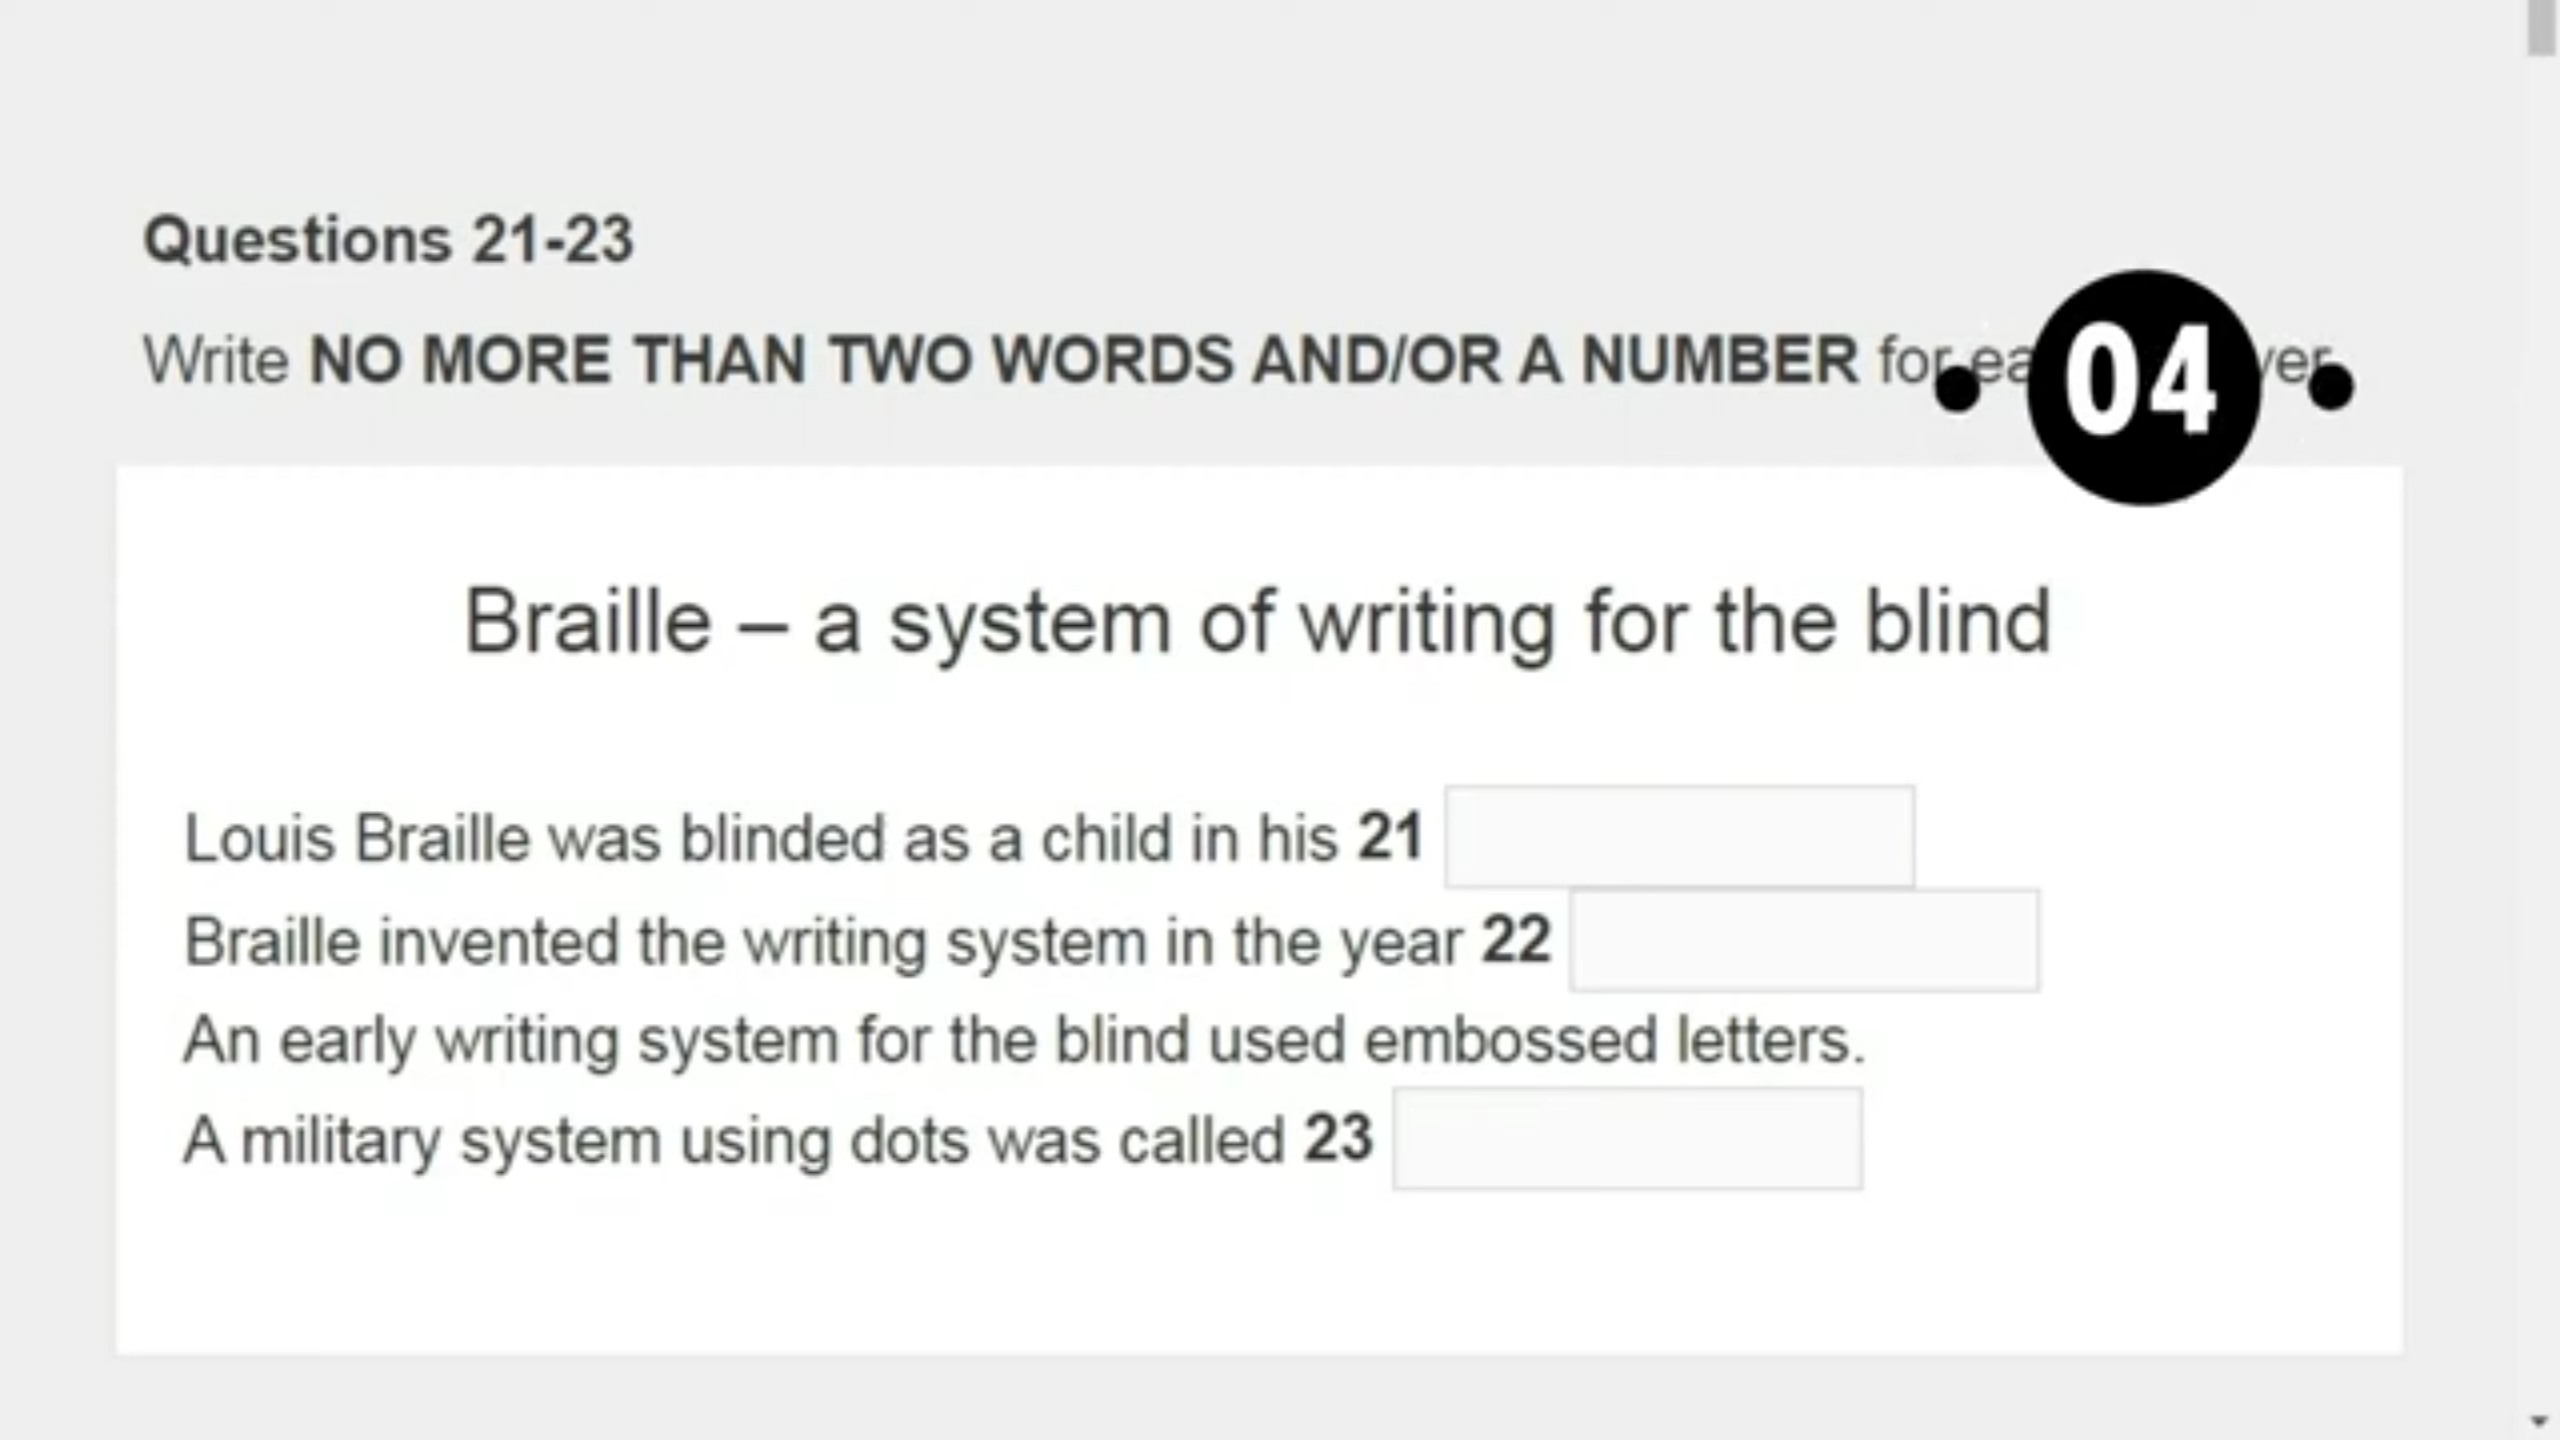 Questions 21-23
Write NO MORE THAN TWO WORDS AND/OR A NUMBER for
04
Braille – a system of writing for the blind
Louis Braille was blinded as a child in his 21
Braille invented the writing system in the year 22
An early writing system for the blind used embossed letters.
A military system using dots was called 23